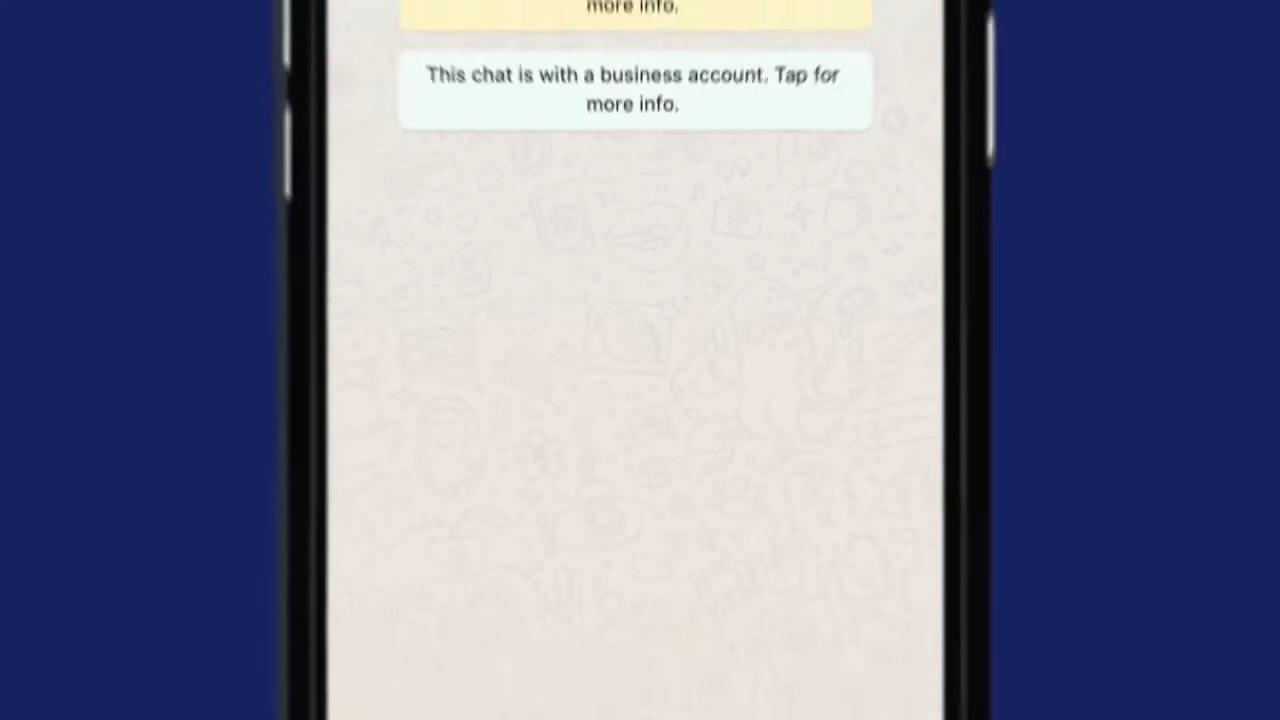 more info.
This chat is with a business account. Tap for
more info.